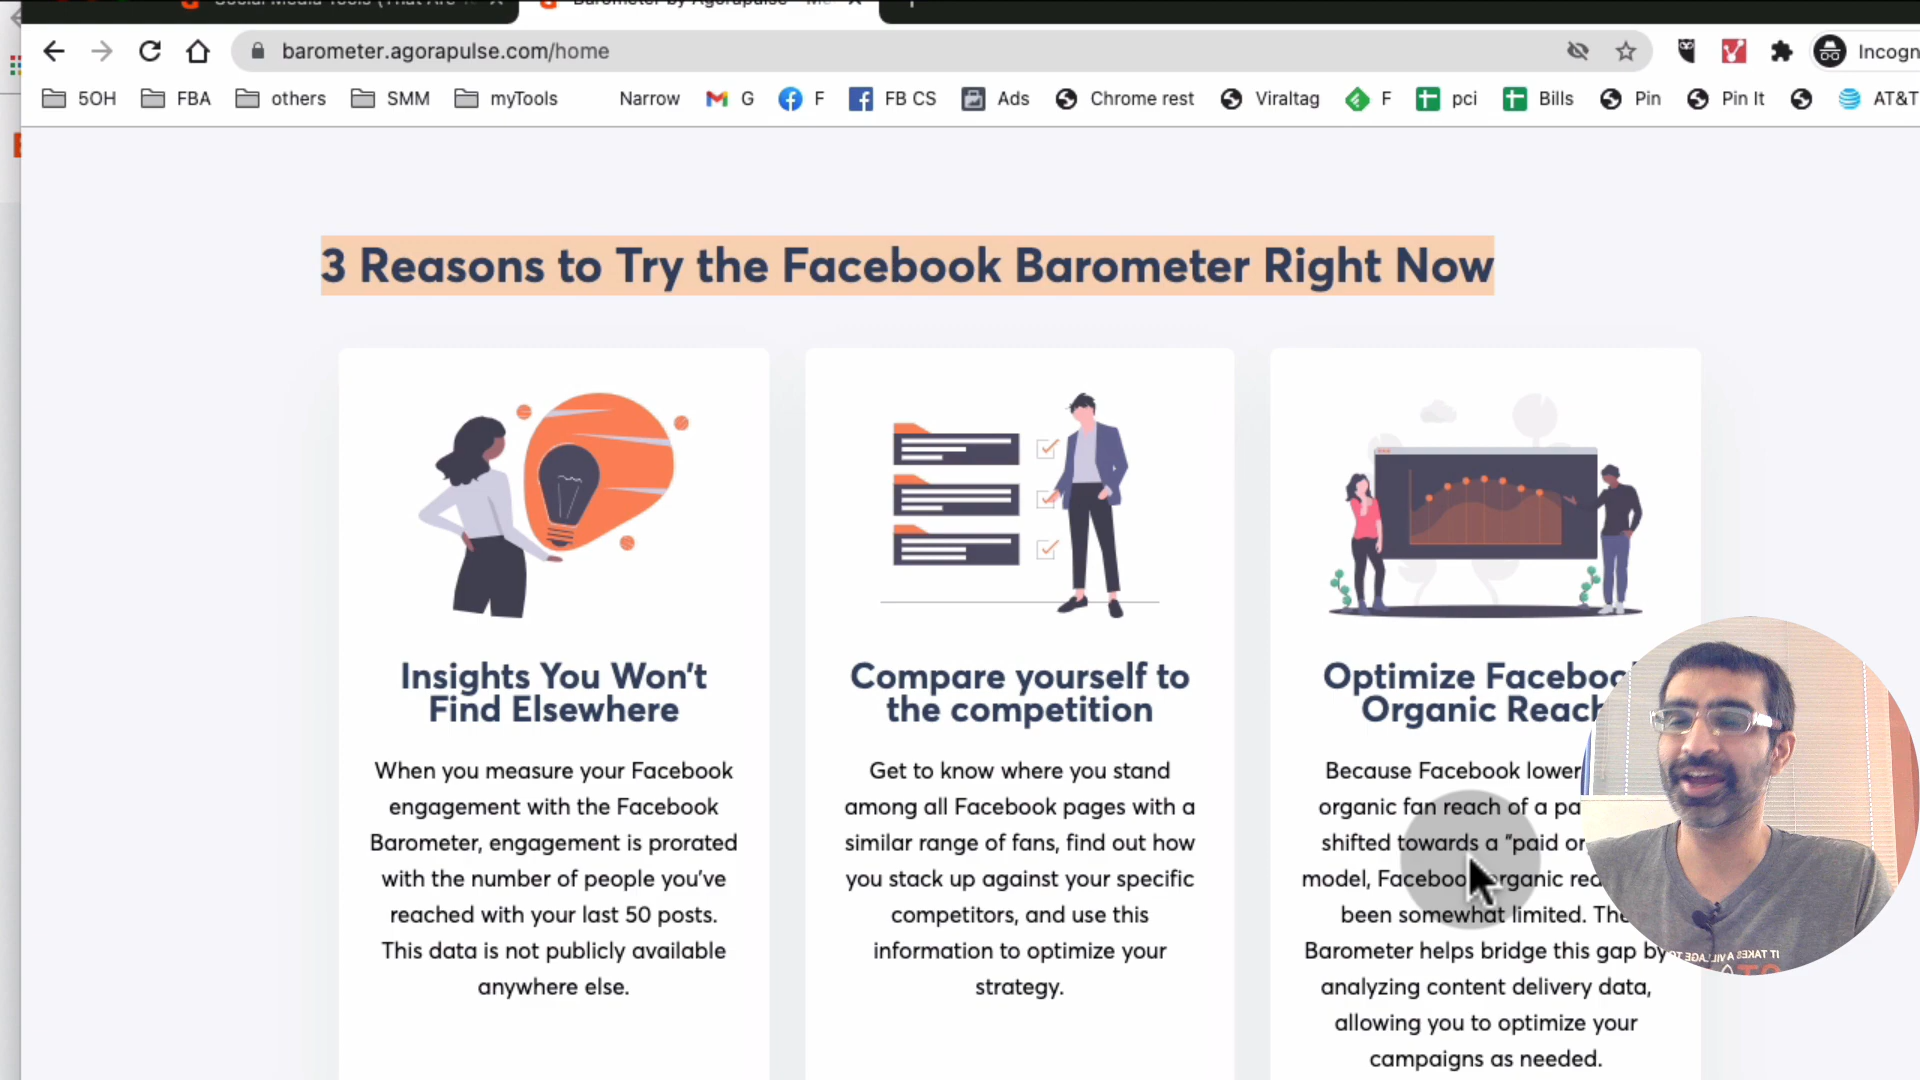 barometer.agorapulse.com/home
Incogn
5OH
FBA
others
SMM
myTools
Narrow
G
F
FB CS
Ads
Chrome rest
Viraltag
F
pci
Bills
Pin
Pin It
AT&T
3 Reasons to Try the Facebook Barometer Right Now
Insights You Won't
Find Elsewhere
When you measure your Facebook
engagement with the Facebook
Barometer, engagement is prorated
with the number of people you've
reached with your last 50 posts.
This data is not publicly available
anywhere else.
Compare yourself to
the competition
Get to know where you stand
among all Facebook pages with a
similar range of fans, find out how
you stack up against your specific
competitors, and use this
information to optimize your
strategy.
Optimize Faceboo
Organic Reach
Because Facebook lower
organic fan reach of a pa
shifted towards a "paid or
model, Facebook organic rea
been somewhat limited. The
Barometer helps bridge this gap by
analyzing content delivery data,
allowing you to optimize your
campaigns as needed.
IT TAKES A VILLAGE TO